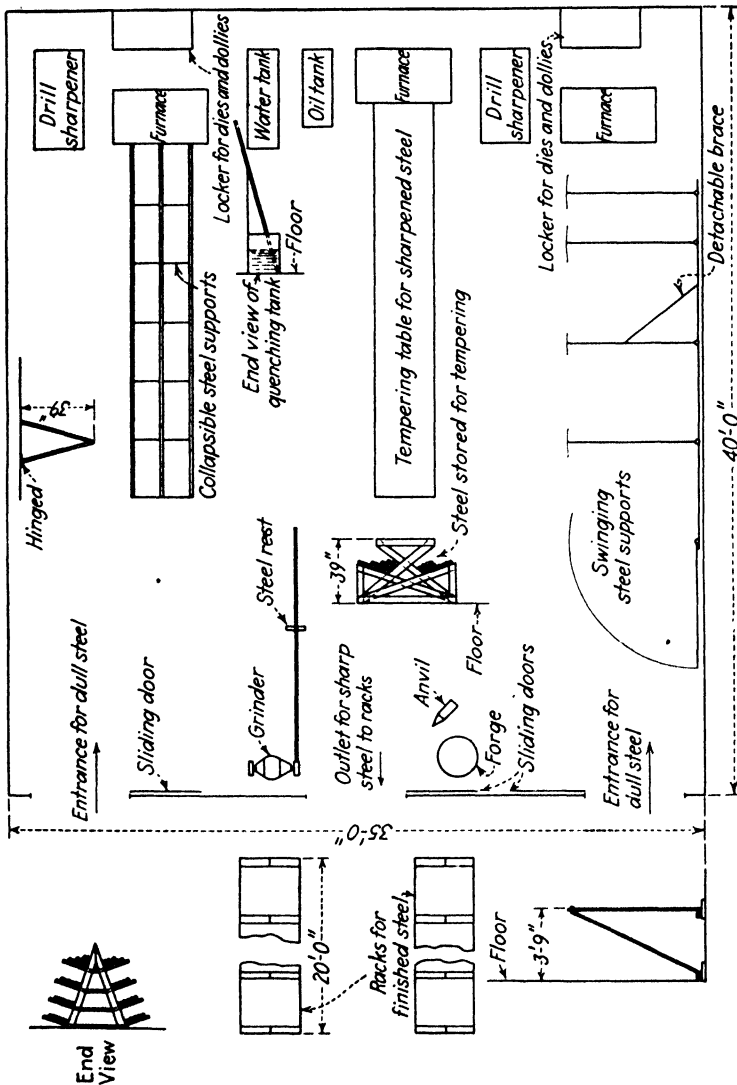 Drill
sharpener
Furnace
Locker for dies and dollies
Water tank
Oil tank
Furnace
Drill
sharpener
Locker for dies and dollies
Furnace
Hinged
39"
Collapsible steel supports
End view of
quenching tank
Floor
Tempering table for sharpened steel
Detachable brace
Entrance for dull steel
Sliding door
Grinder
Steel rest
39"
Steel stored for tempering
Floor
Outlet for sharp
steel to racks
Anvil
Forge
Sliding doors
Swinging
steel supports
Entrance for
dull steel
40'-0"
35'-0"
End
View
20'-0"
Racks for
finished steel
Floor
3'9"